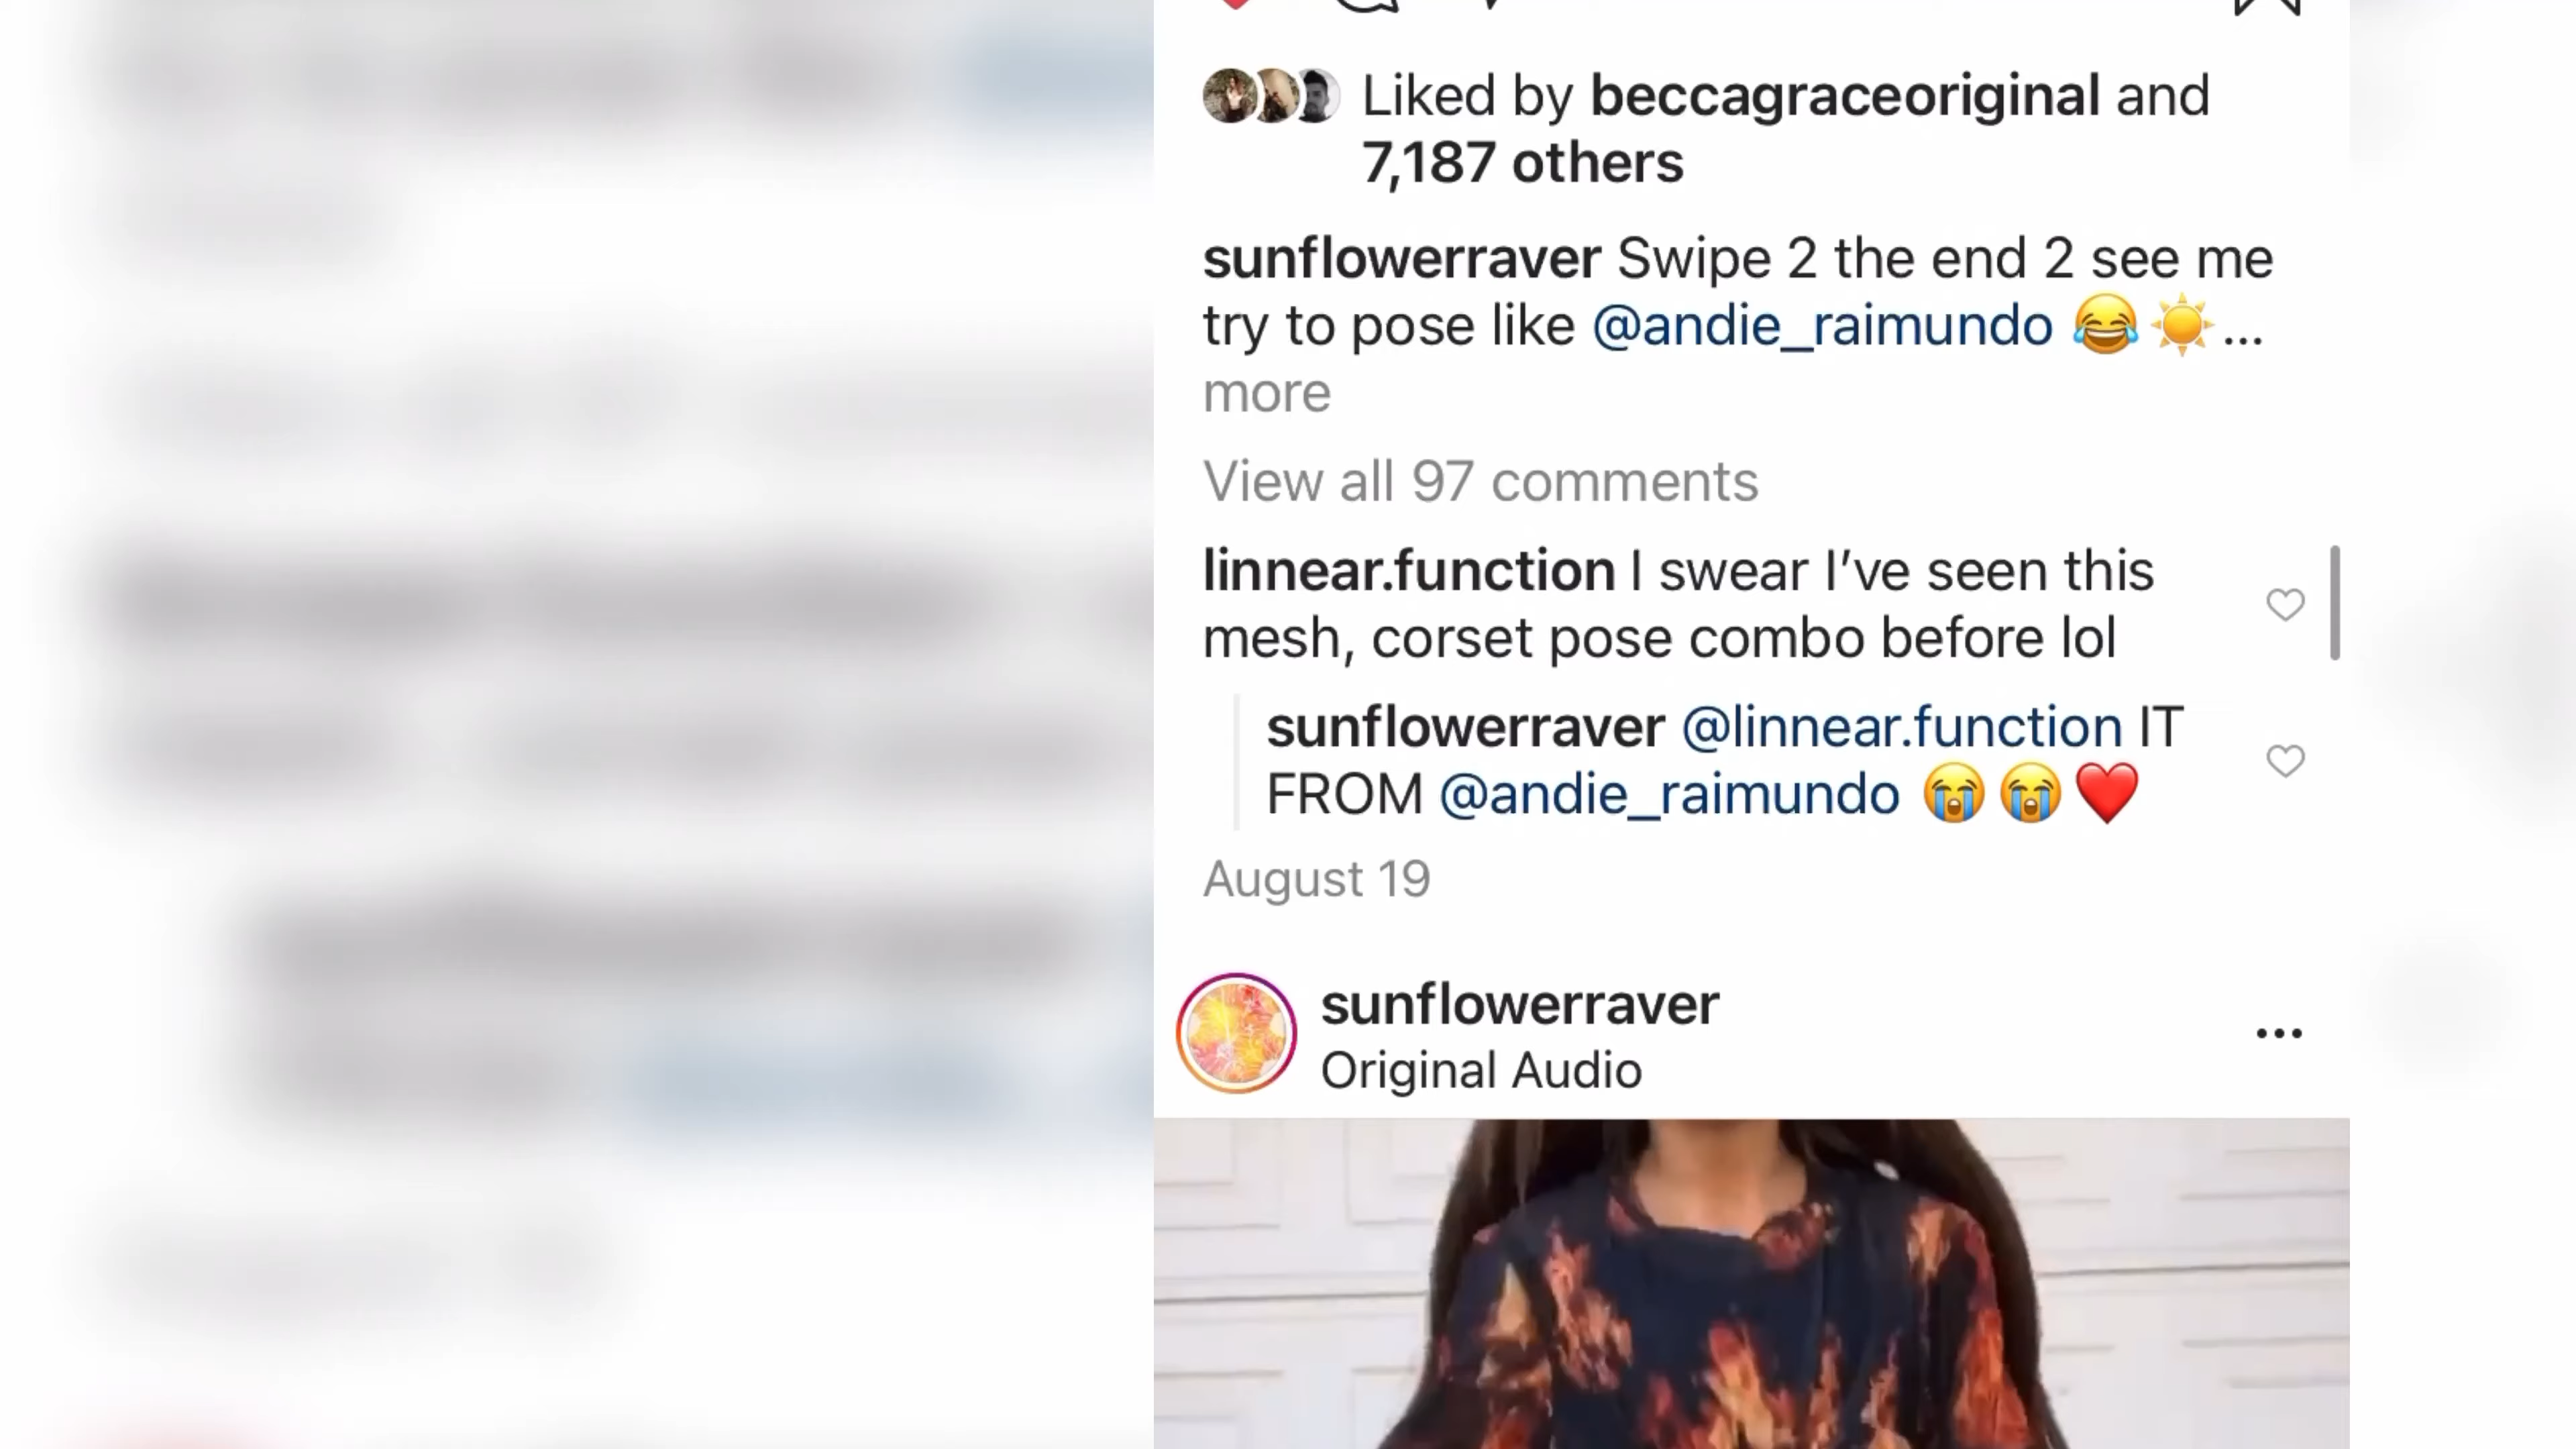 Liked by beccagraceoriginal and
7,187 others
sunflowerraver Swipe 2 the end 2 see me
try to pose like @andie_raimundo 😂☀️...
more
View all 97 comments
linnear.function I swear I’ve seen this
mesh, corset pose combo before lol
sunflowerraver @linnear.function IT
FROM @andie_raimundo 😭😭❤️
August 19
sunflowerraver
Original Audio